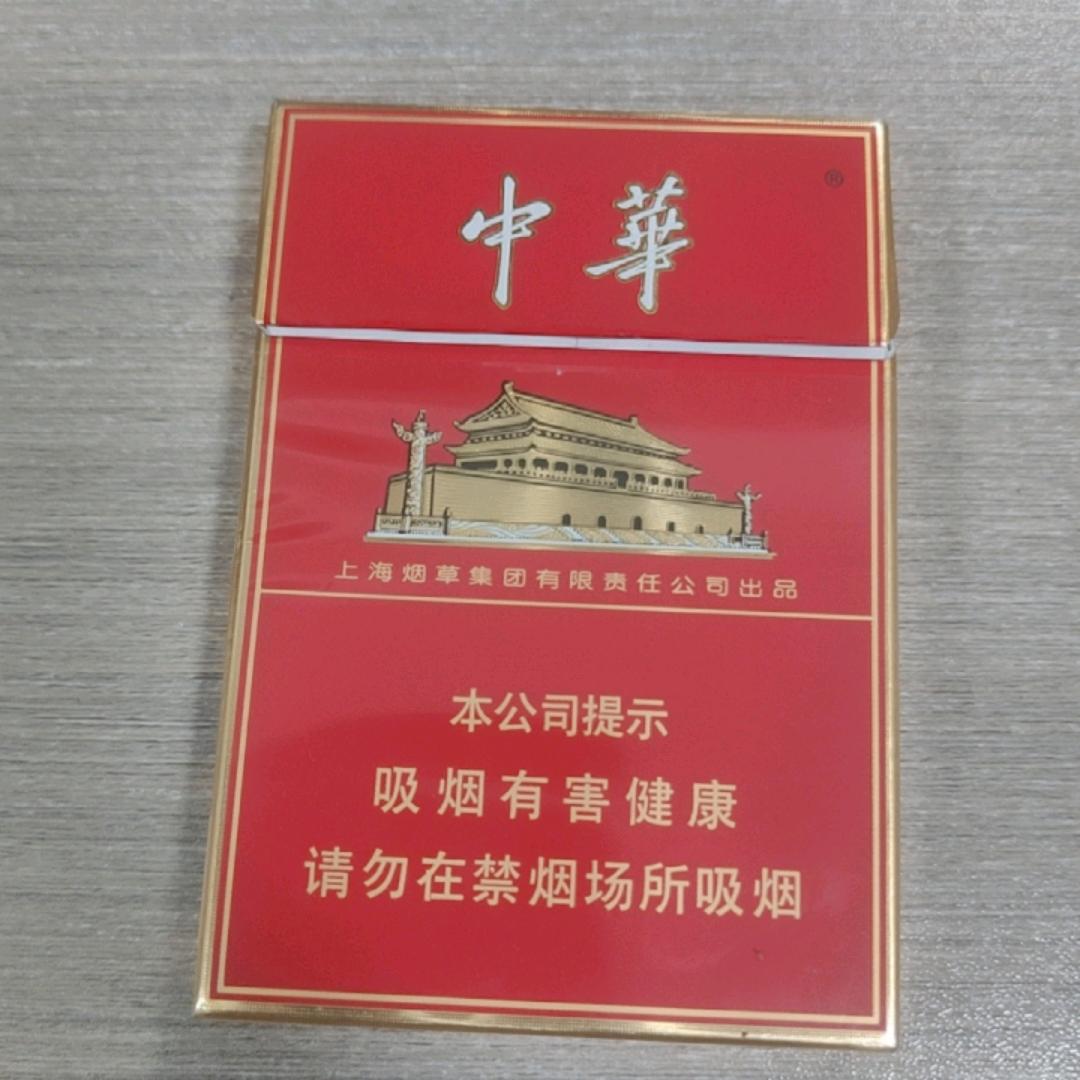 中華
®
上海烟草集团有限责任公司出品
本公司提示
吸烟有害健康
请勿在禁烟场所吸烟